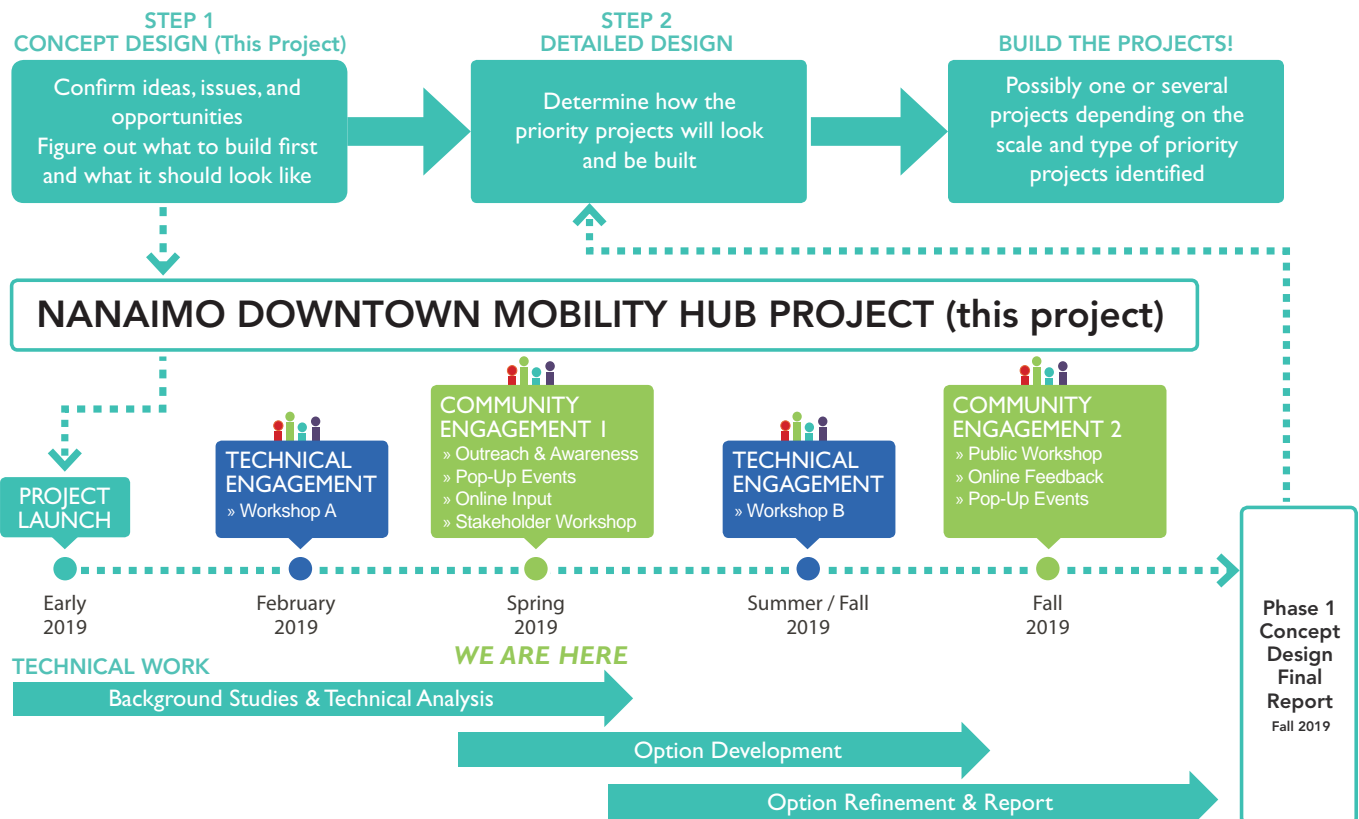 STEP 1
CONCEPT DESIGN (This Project)
Confirm ideas, issues, and
opportunities
Figure out what to build first
and what it should look like
STEP 2
DETAILED DESIGN
Determine how the
priority projects will look
and be built
BUILD THE PROJECTS!
Possibly one or several
projects depending on the
scale and type of priority
projects identified
NANAIMO DOWNTOWN MOBILITY HUB PROJECT (this project)
PROJECT
LAUNCH
Early
2019
TECHNICAL
ENGAGEMENT
» Workshop A
February
2019
COMMUNITY
ENGAGEMENT 1
» Outreach & Awareness
» Pop-Up Events
» Online Input
» Stakeholder Workshop
Spring
2019
WE ARE HERE
TECHNICAL
ENGAGEMENT
» Workshop B
Summer / Fall
2019
COMMUNITY
ENGAGEMENT 2
» Public Workshop
» Online Feedback
» Pop-Up Events
Fall
2019
Phase 1
Concept
Design
Final
Report
Fall 2019
TECHNICAL WORK
Background Studies & Technical Analysis
Option Development
Option Refinement & Report